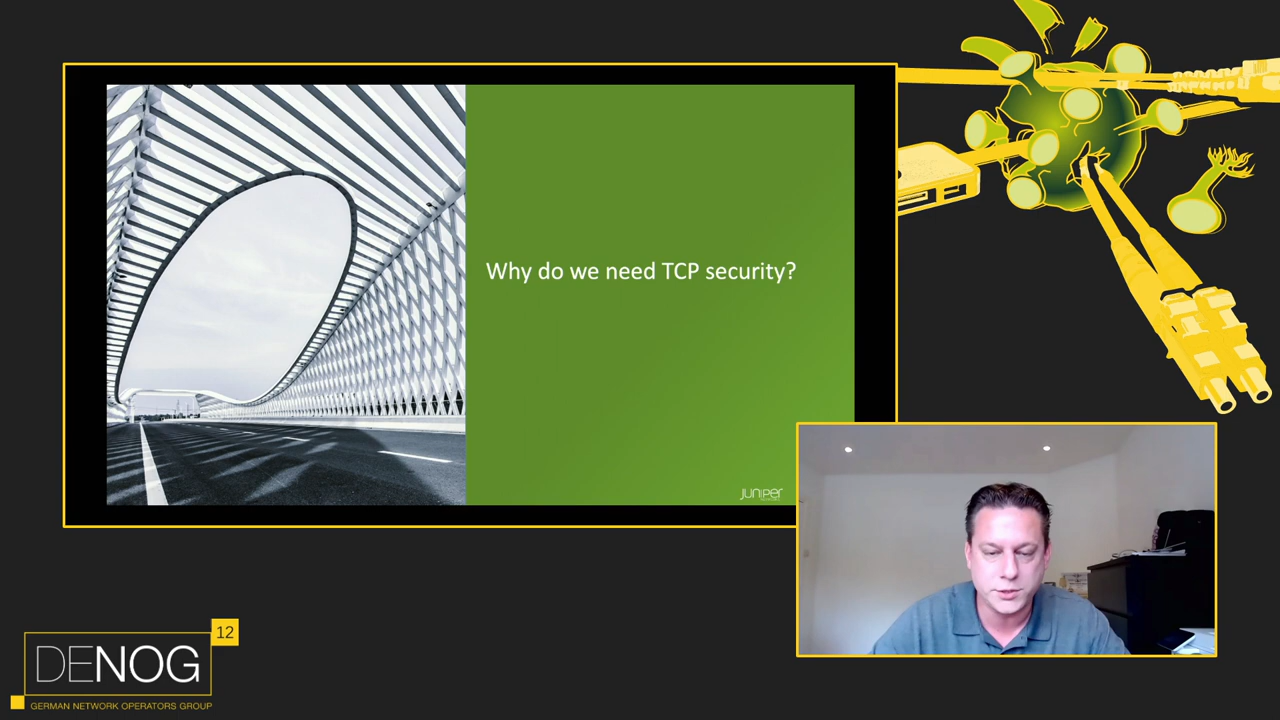 Why do we need TCP security?
JUNIPER
12
DENOG
GERMAN NETWORK OPERATORS GROUP